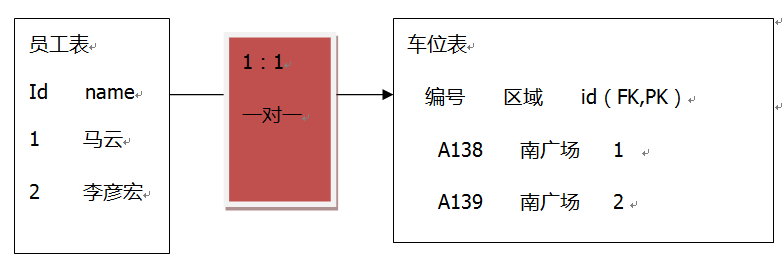 员工表
Id name
1 马云
2 李彦宏
1：1
一对一
车位表
编号 区域 id（FK,PK）
A138 南广场 1
A139 南广场 2